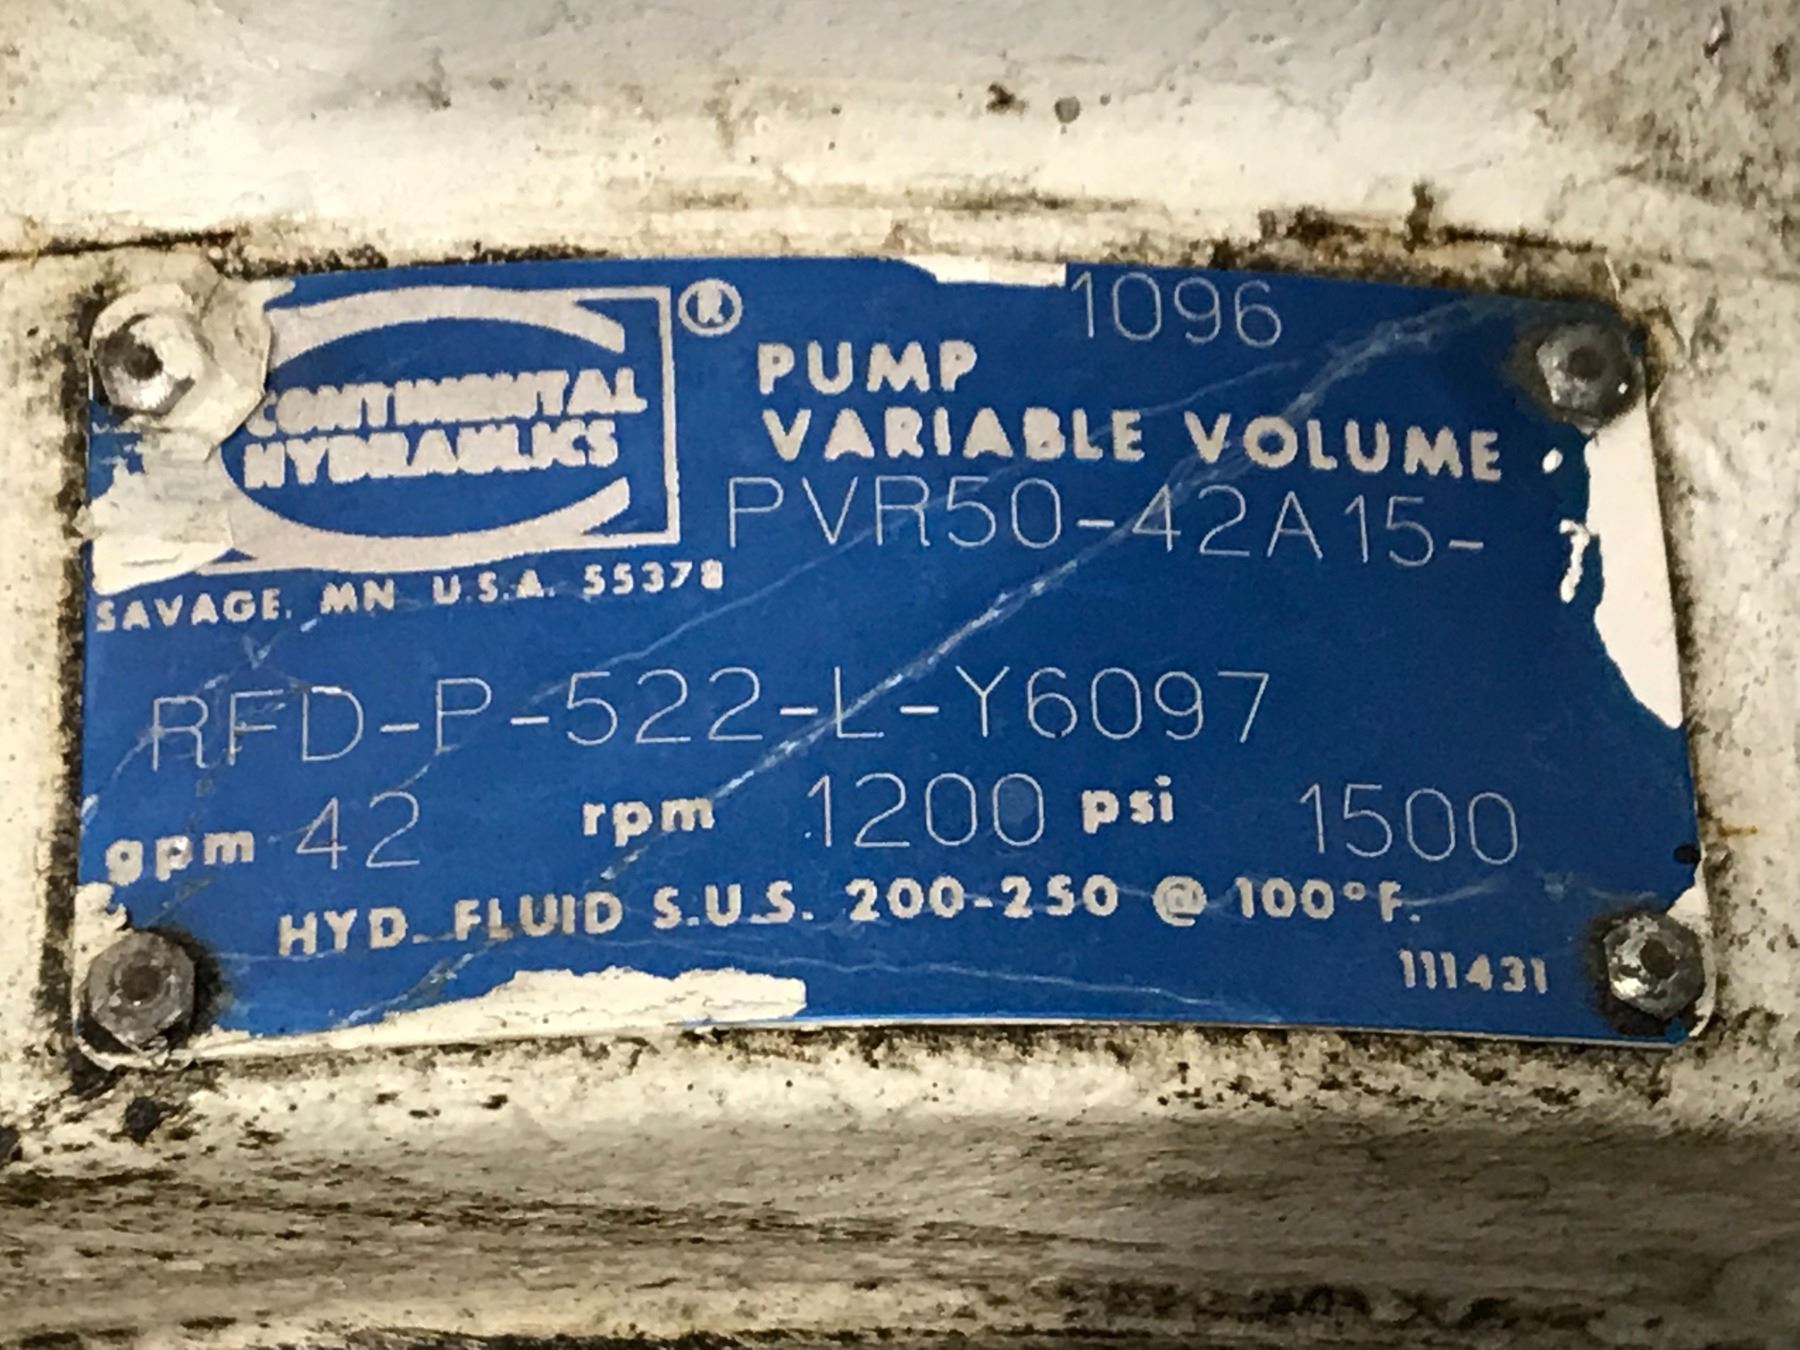 1096
CONTINENTAL
HYDRAULICS
®
SAVAGE, MN U.S.A. 55378
PUMP
VARIABLE VOLUME
PVR50-42A15-
RFD-P-522-L-Y6097
gpm 42 rpm 1200 psi 1500
HYD. FLUID S.U.S. 200-250 @ 100°F.
111431